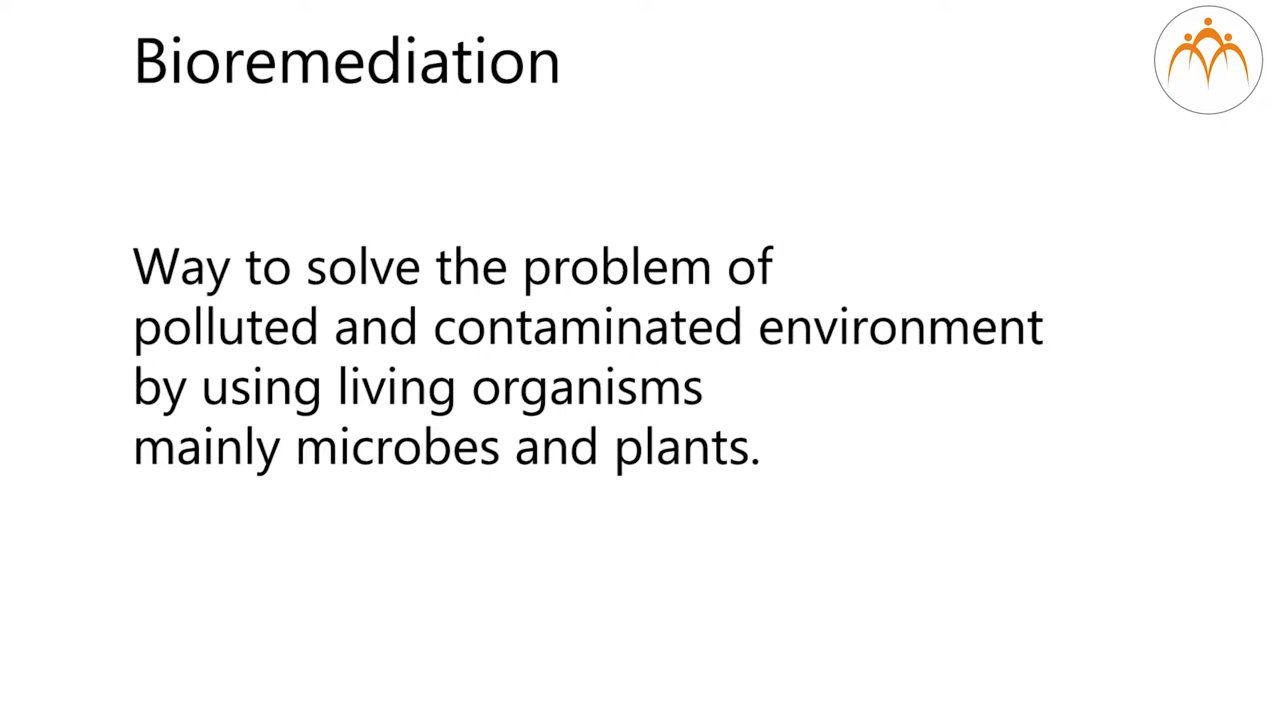 Bioremediation
Way to solve the problem of
polluted and contaminated environment
by using living organisms
mainly microbes and plants.